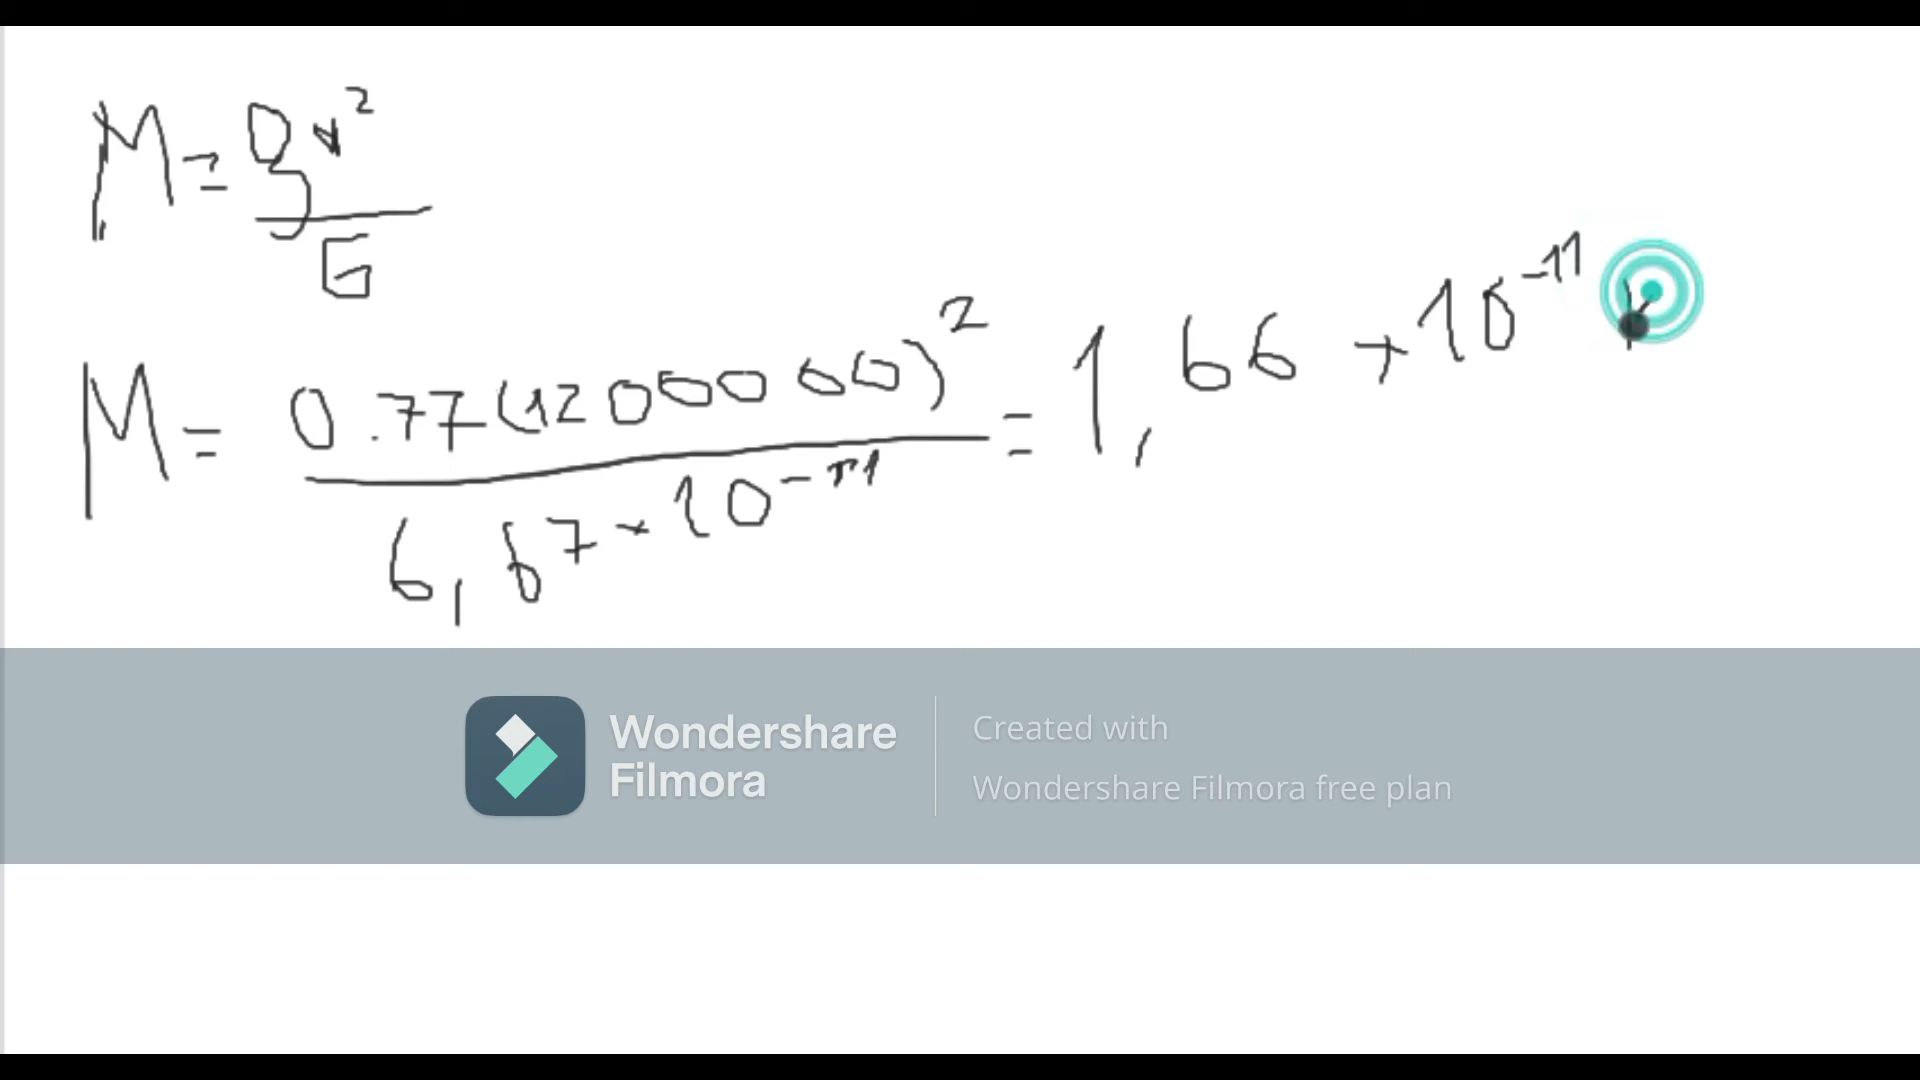 M = gr²
G
M = 0.77(1200000)² = 1,66 × 10⁻¹¹
6,67 × 10⁻¹¹
Wondershare Filmora
Created with
Wondershare Filmora free plan